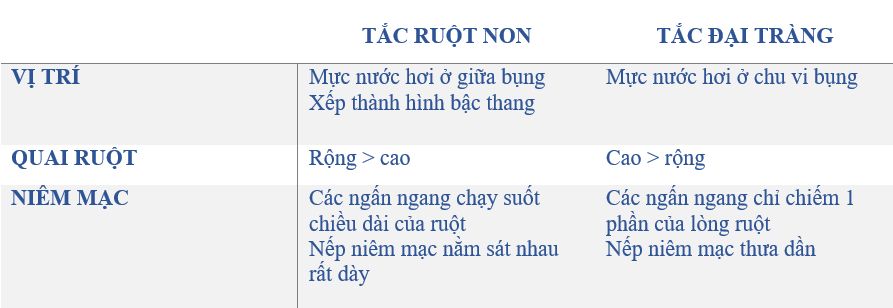 TẮC RUỘT NON TẮC ĐẠI TRÀNG
VỊ TRÍ Mực nước hơi ở giữa bụng Mực nước hơi ở chu vi bụng
Xếp thành hình bậc thang
QUAI RUỘT Rộng > cao Cao > rộng
NIÊM MẠC Các ngấn ngang chạy suốt Các ngấn ngang chỉ chiếm 1
chiều dài của ruột phần của lòng ruột
Nếp niêm mạc nằm sát nhau Nếp niêm mạc thưa dần
rất dày